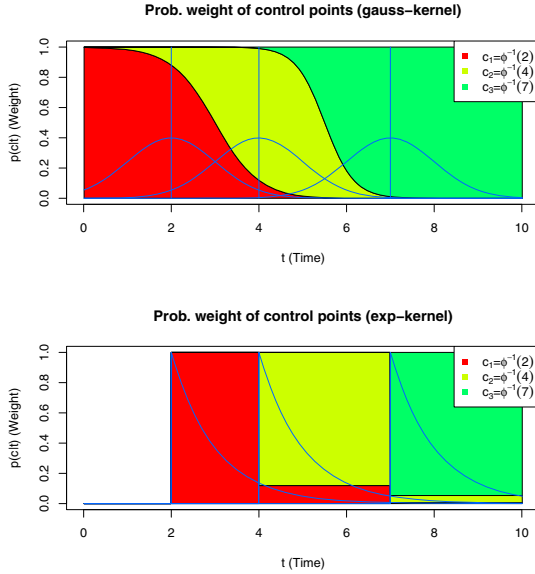 Prob. weight of control points (gauss−kernel)
p(c|t) (Weight)
0.0 0.2 0.4 0.6 0.8 1.0
c₁=ϕ⁻¹(2)
c₂=ϕ⁻¹(4)
c₃=ϕ⁻¹(7)
0 2 4 6 8 10
t (Time)
Prob. weight of control points (exp−kernel)
p(c|t) (Weight)
0.0 0.2 0.4 0.6 0.8 1.0
c₁=ϕ⁻¹(2)
c₂=ϕ⁻¹(4)
c₃=ϕ⁻¹(7)
0 2 4 6 8 10
t (Time)